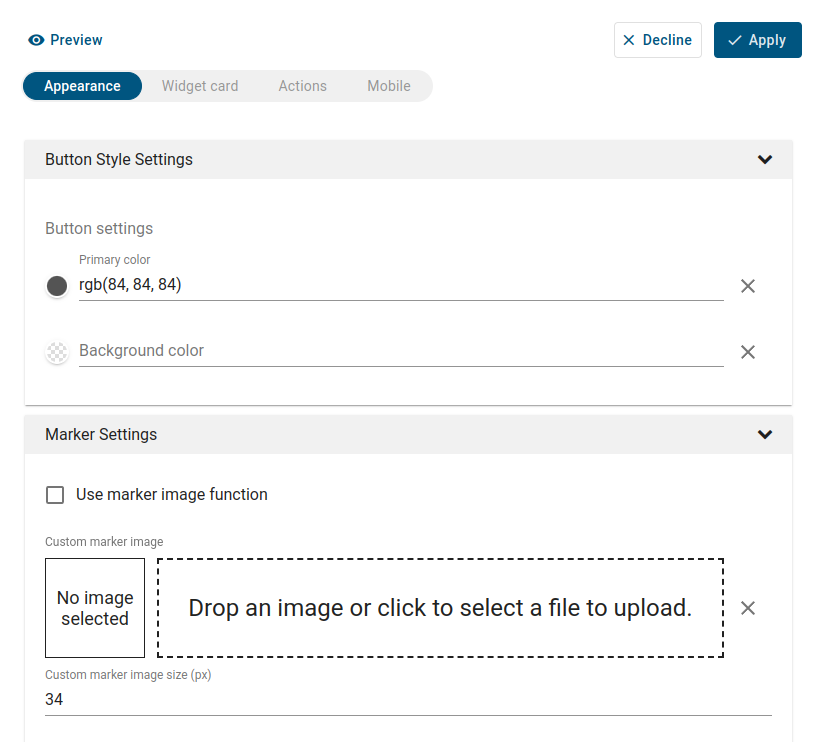 Preview
Decline
Apply
Appearance
Widget card
Actions
Mobile
Button Style Settings
Button settings
Primary color
rgb(84, 84, 84)
Background color
Marker Settings
Use marker image function
Custom marker image
No image
selected
Drop an image or click to select a file to upload.
Custom marker image size (px)
34